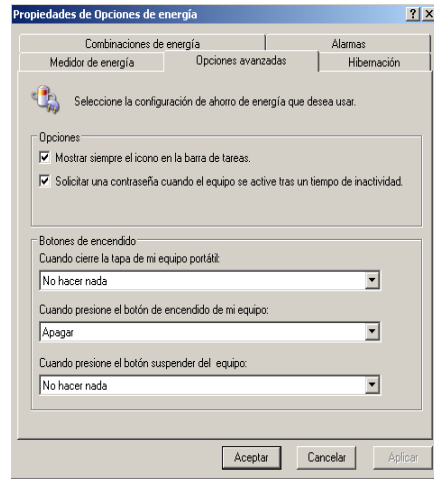 Propiedades de Opciones de energía
Combinaciones de energía
Alarmas
Medidor de energía
Opciones avanzadas
Hibernación
Seleccione la configuración de ahorro de energía que desea usar.
Opciones
Mostrar siempre el icono en la barra de tareas.
Solicitar una contraseña cuando el equipo se active tras un tiempo de inactividad.
Botones de encendido
Cuando cierre la tapa de mi equipo portátil:
No hacer nada
Cuando presione el botón de encendido de mi equipo:
Apagar
Cuando presione el botón suspender del equipo:
No hacer nada
Aceptar
Cancelar
Aplicar